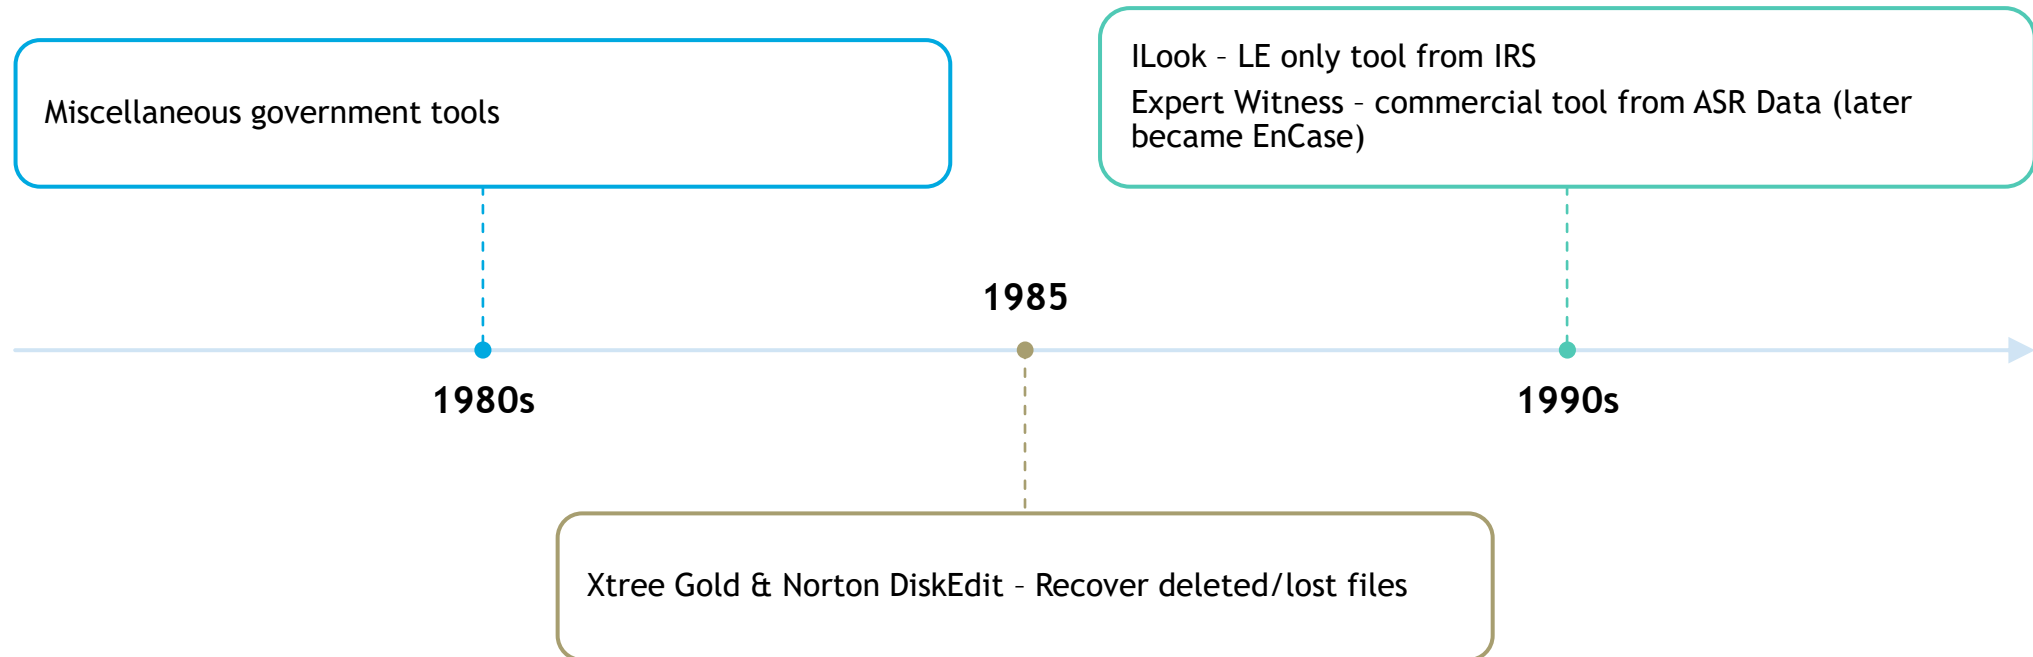 Miscellaneous government tools
1980s
1985
Xtree Gold & Norton DiskEdit – Recover deleted/lost files
ILook – LE only tool from IRS
Expert Witness – commercial tool from ASR Data (later
became EnCase)
1990s